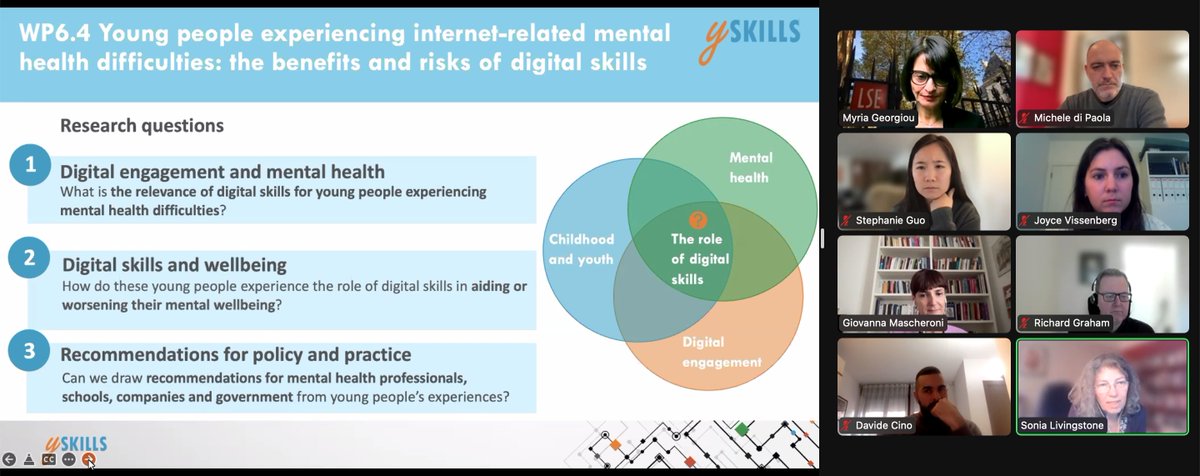 WP6.4 Young people experiencing internet-related mental
health difficulties: the benefits and risks of digital skills
ySKILLS
Research questions
1
Digital engagement and mental health
What is the relevance of digital skills for young people experiencing
mental health difficulties?
2
Digital skills and wellbeing
How do these young people experience the role of digital skills in aiding or
worsening their mental wellbeing?
3
Recommendations for policy and practice
Can we draw recommendations for mental health professionals,
schools, companies and government from young people's experiences?
Mental
health
Childhood
and youth
?
The role
of digital
skills
Digital
engagement
ySKILLS
CC
LSE
Myria Georgiou
Michele di Paola
Stephanie Guo
Joyce Vissenberg
Giovanna Mascheroni
Richard Graham
Davide Cino
Sonia Livingstone